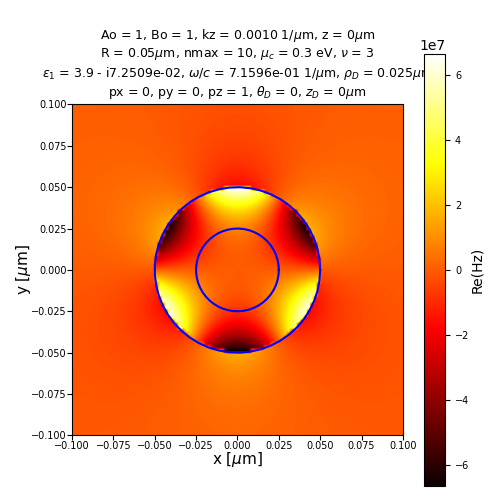 Ao = 1, Bo = 1, kz = 0.0010 1/μm, z = 0μm
R = 0.05μm, nmax = 10, μc = 0.3 eV, ν = 3
ε1 = 3.9 - i7.2509e-02, ω/c = 7.1596e-01 1/μm, ρD = 0.025μm
px = 0, py = 0, pz = 1, θD = 0, zD = 0μm
1e7
0.100
0.075
0.050
0.025
0.000
−0.025
−0.050
−0.075
−0.100
y [μm]
−0.100 −0.075 −0.050 −0.025 0.000 0.025 0.050 0.075 0.100
x [μm]
6
4
2
0
−2
−4
−6
Re(Hz)